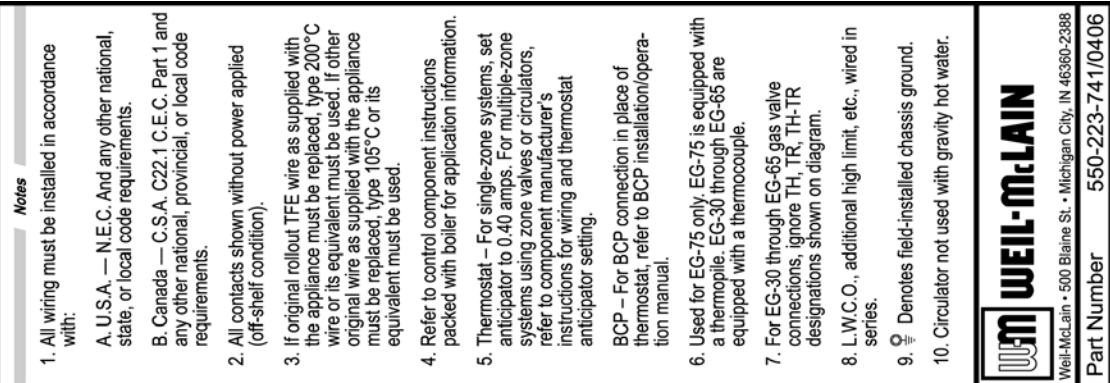 Notes
1. All wiring must be installed in accordance
with:
A. U.S.A. — N.E.C. And any other national,
state, or local code requirements.
B. Canada — C.S.A. C22.1 C.E.C. Part 1 and
any other national, provincial, or local code
requirements.
2. All contacts shown without power applied
(off-shelf condition).
3. If original rollout TFE wire as supplied with
the appliance must be replaced, type 200°C
wire or its equivalent must be used. If other
original wire as supplied with the appliance
must be replaced, type 105°C or its
equivalent must be used.
4. Refer to control component instructions
packed with boiler for application information.
5. Thermostat – For single-zone systems, set
anticipator to 0.40 amps. For multiple-zone
systems using zone valves or circulators,
refer to component manufacturer's
instructions for wiring and thermostat
anticipator setting.
BCP – For BCP connection in place of
thermostat, refer to BCP installation/opera-
tion manual.
6. Used for EG-75 only. EG-75 is equipped with
a thermopile. EG-30 through EG-65 are
equipped with a thermocouple.
7. For EG-30 through EG-65 gas valve
connections, ignore TH, TR, TH-TR
designations shown on diagram.
8. L.W.C.O., additional high limit, etc., wired in
series.
9. Denotes field-installed chassis ground.
10. Circulator not used with gravity hot water.
WM WEIL-McLAIN
Weil-McLain • 500 Blaine St. • Michigan City, IN 46360-2388
Part Number 550-223-741/0406